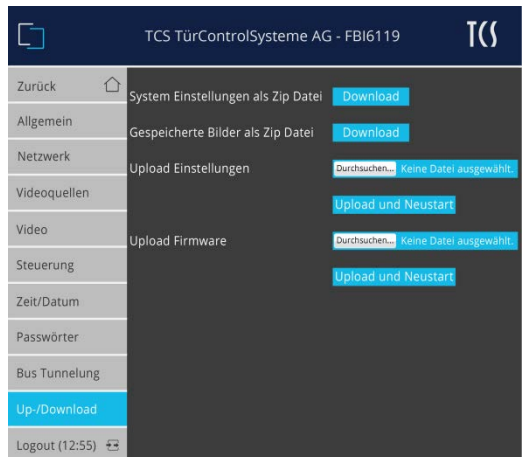 TCS TürControlSysteme AG - FBI6119
TCS
Zurück
Allgemein
Netzwerk
Videoquellen
Video
Steuerung
Zeit/Datum
Passwörter
Bus Tunnelung
Up-/Download
Logout (12:55)
System Einstellungen als Zip Datei Download
Gespeicherte Bilder als Zip Datei Download
Upload Einstellungen Durchsuchen... Keine Datei ausgewählt.
Upload und Neustart
Upload Firmware Durchsuchen... Keine Datei ausgewählt.
Upload und Neustart